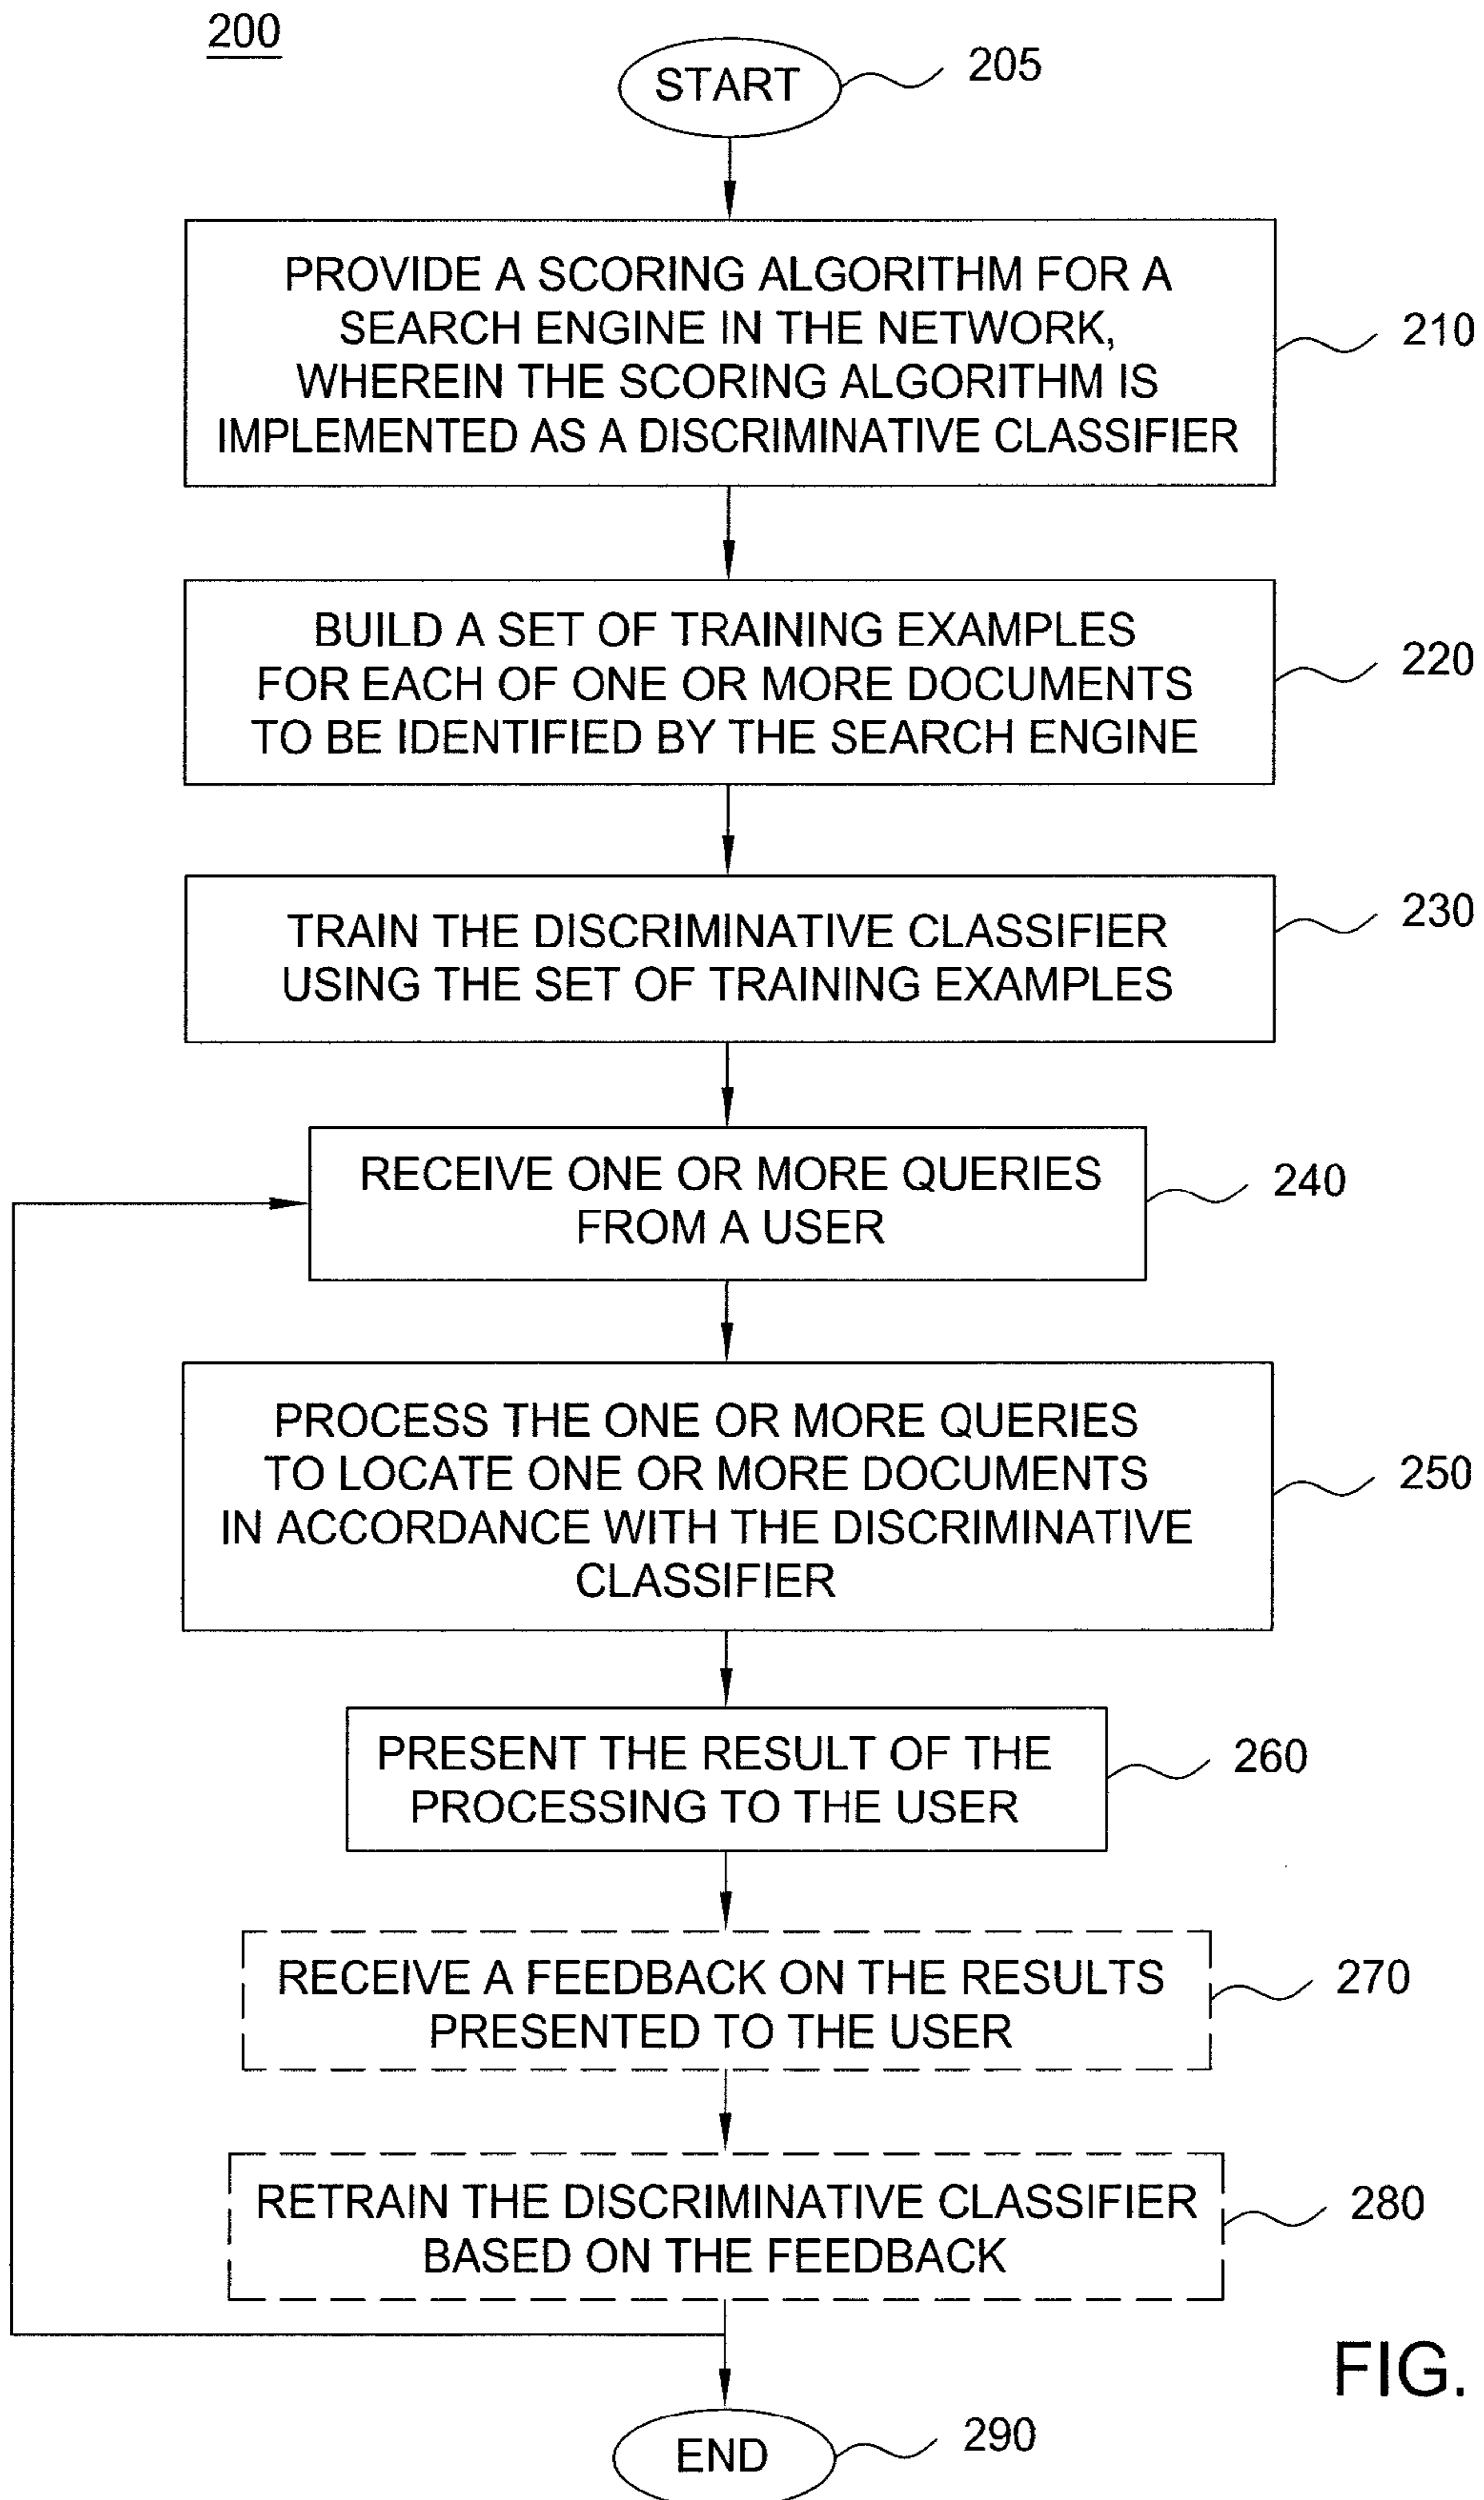 200
START
205
PROVIDE A SCORING ALGORITHM FOR A
SEARCH ENGINE IN THE NETWORK,
WHEREIN THE SCORING ALGORITHM IS
IMPLEMENTED AS A DISCRIMINATIVE CLASSIFIER
210
BUILD A SET OF TRAINING EXAMPLES
FOR EACH OF ONE OR MORE DOCUMENTS
TO BE IDENTIFIED BY THE SEARCH ENGINE
220
TRAIN THE DISCRIMINATIVE CLASSIFIER
USING THE SET OF TRAINING EXAMPLES
230
RECEIVE ONE OR MORE QUERIES
FROM A USER
240
PROCESS THE ONE OR MORE QUERIES
TO LOCATE ONE OR MORE DOCUMENTS
IN ACCORDANCE WITH THE DISCRIMINATIVE
CLASSIFIER
250
PRESENT THE RESULT OF THE
PROCESSING TO THE USER
260
RECEIVE A FEEDBACK ON THE RESULTS
PRESENTED TO THE USER
270
RETRAIN THE DISCRIMINATIVE CLASSIFIER
BASED ON THE FEEDBACK
280
FIG.
END
290